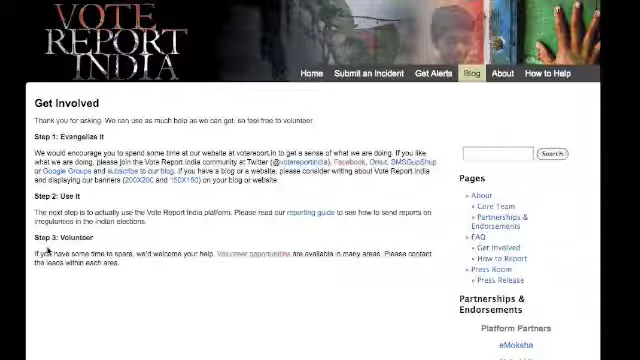 VOTE
REPORT
INDIA
Home Submit an Incident Get Alerts Blog About How to Help
Get Involved
Thank you for asking. We can use as much help as we can get, so feel free to volunteer.
Step 1: Evangelize It
We would encourage you to spend some time at our website at votereport.in to get a sense of what we are doing. If you like
what we are doing, please join the Vote Report India community at Twitter (@votereportindia), Facebook, Orkut, SMSGupShup
or Google Groups and subscribe to our blog. If you have a blog or a website, please consider writing about Vote Report India
and displaying our banners (200X200 and 150X150) on your blog or website.
Step 2: Use It
The next step is to actually use the Vote Report India platform. Please read our reporting guide to see how to send reports on
irregularities in the Indian elections.
Step 3: Volunteer
If you have some time to spare, we'd welcome your help. Volunteer opportunities are available in many areas. Please contact
the leads within each area.
Search
Pages
» About
» Core Team
» Partnerships &
Endorsements
» FAQ
» Get Involved
» How to Report
» Press Room
» Press Release
Partnerships &
Endorsements
Platform Partners
eMoksha